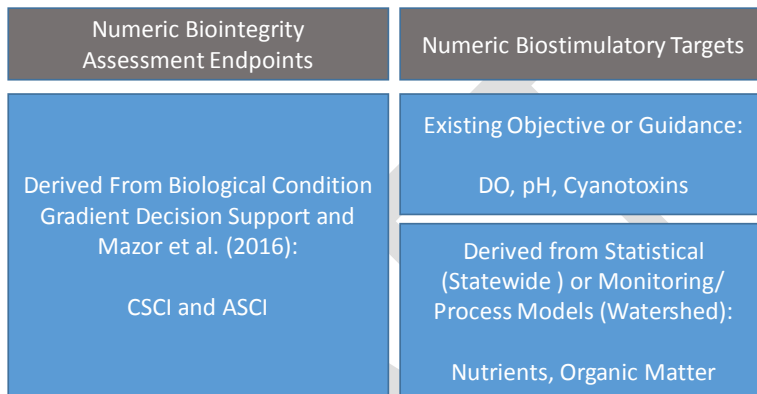 Numeric Biointegrity
Assessment Endpoints
Numeric Biostimulatory Targets
Derived From Biological Condition
Gradient Decision Support and
Mazor et al. (2016):
CSCI and ASCI
Existing Objective or Guidance:
DO, pH, Cyanotoxins
Derived from Statistical
(Statewide ) or Monitoring/
Process Models (Watershed):
Nutrients, Organic Matter